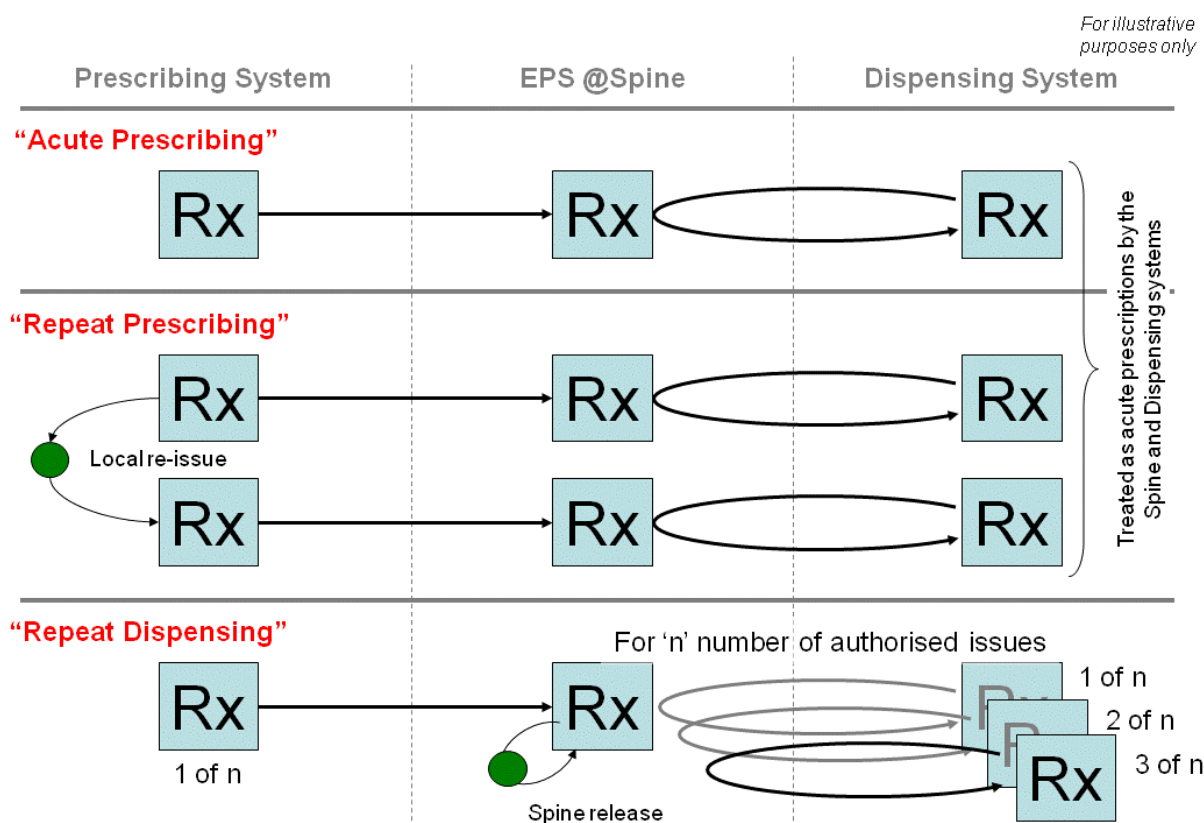 For illustrative
purposes only
Prescribing System
EPS @Spine
Dispensing System
“Acute Prescribing”
Rx
Rx
Rx
“Repeat Prescribing”
Rx
Rx
Rx
Local re-issue
Rx
Rx
Rx
Treated as acute prescriptions by the
Spine and Dispensing systems
“Repeat Dispensing”
For ‘n’ number of authorised issues
Rx
1 of n
Rx
Spine release
Rx
1 of n
R
2 of n
Rx
3 of n